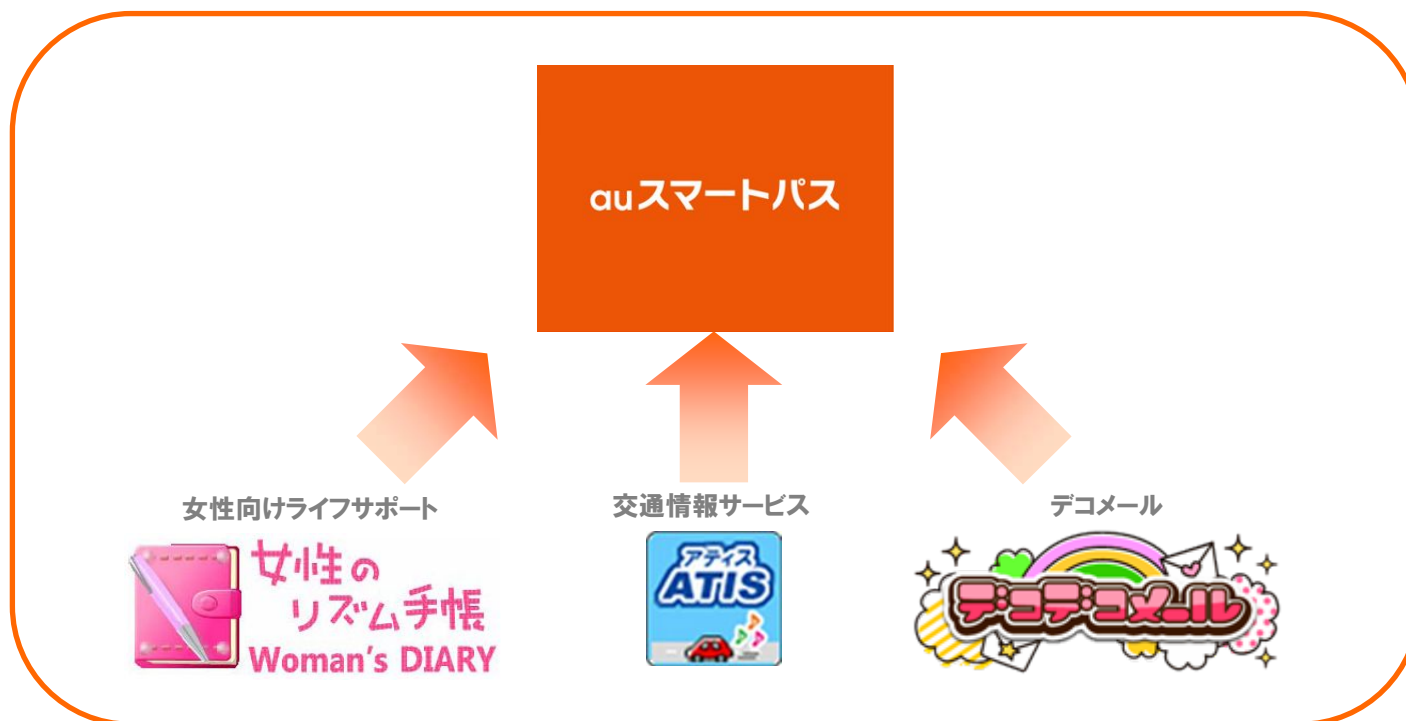 auスマートパス
女性向けライフサポート
女性の
リズム手帳
Woman's DIARY
交通情報サービス
アティス
ATIS
デコメール
デコデコメール